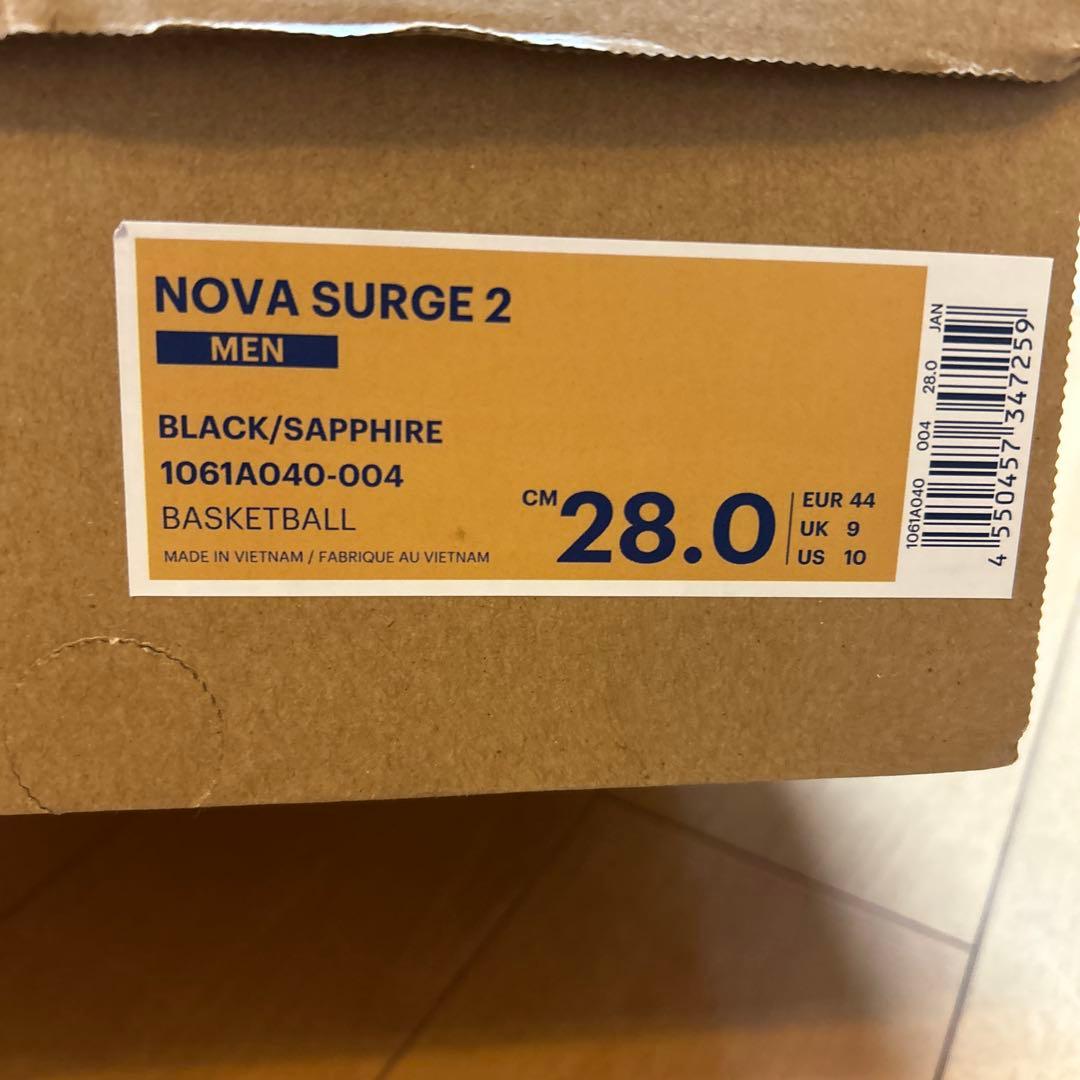 NOVA SURGE 2
MEN
BLACK/SAPPHIRE
1061A040-004
BASKETBALL
MADE IN VIETNAM / FABRIQUE AU VIETNAM
CM 28.0
EUR 44
UK 9
US 10
1061A040 004 28.0 JAN
4 550457 347259